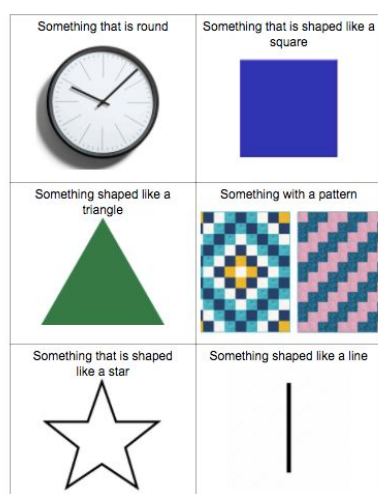 Something that is round
Something that is shaped like a
square
Something shaped like a
triangle
Something with a pattern
Something that is shaped
like a star
Something shaped like a line